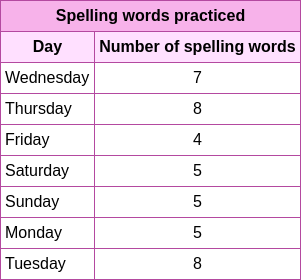 Spelling words practiced
Day Number of spelling words
Wednesday 7
Thursday 8
Friday 4
Saturday 5
Sunday 5
Monday 5
Tuesday 8